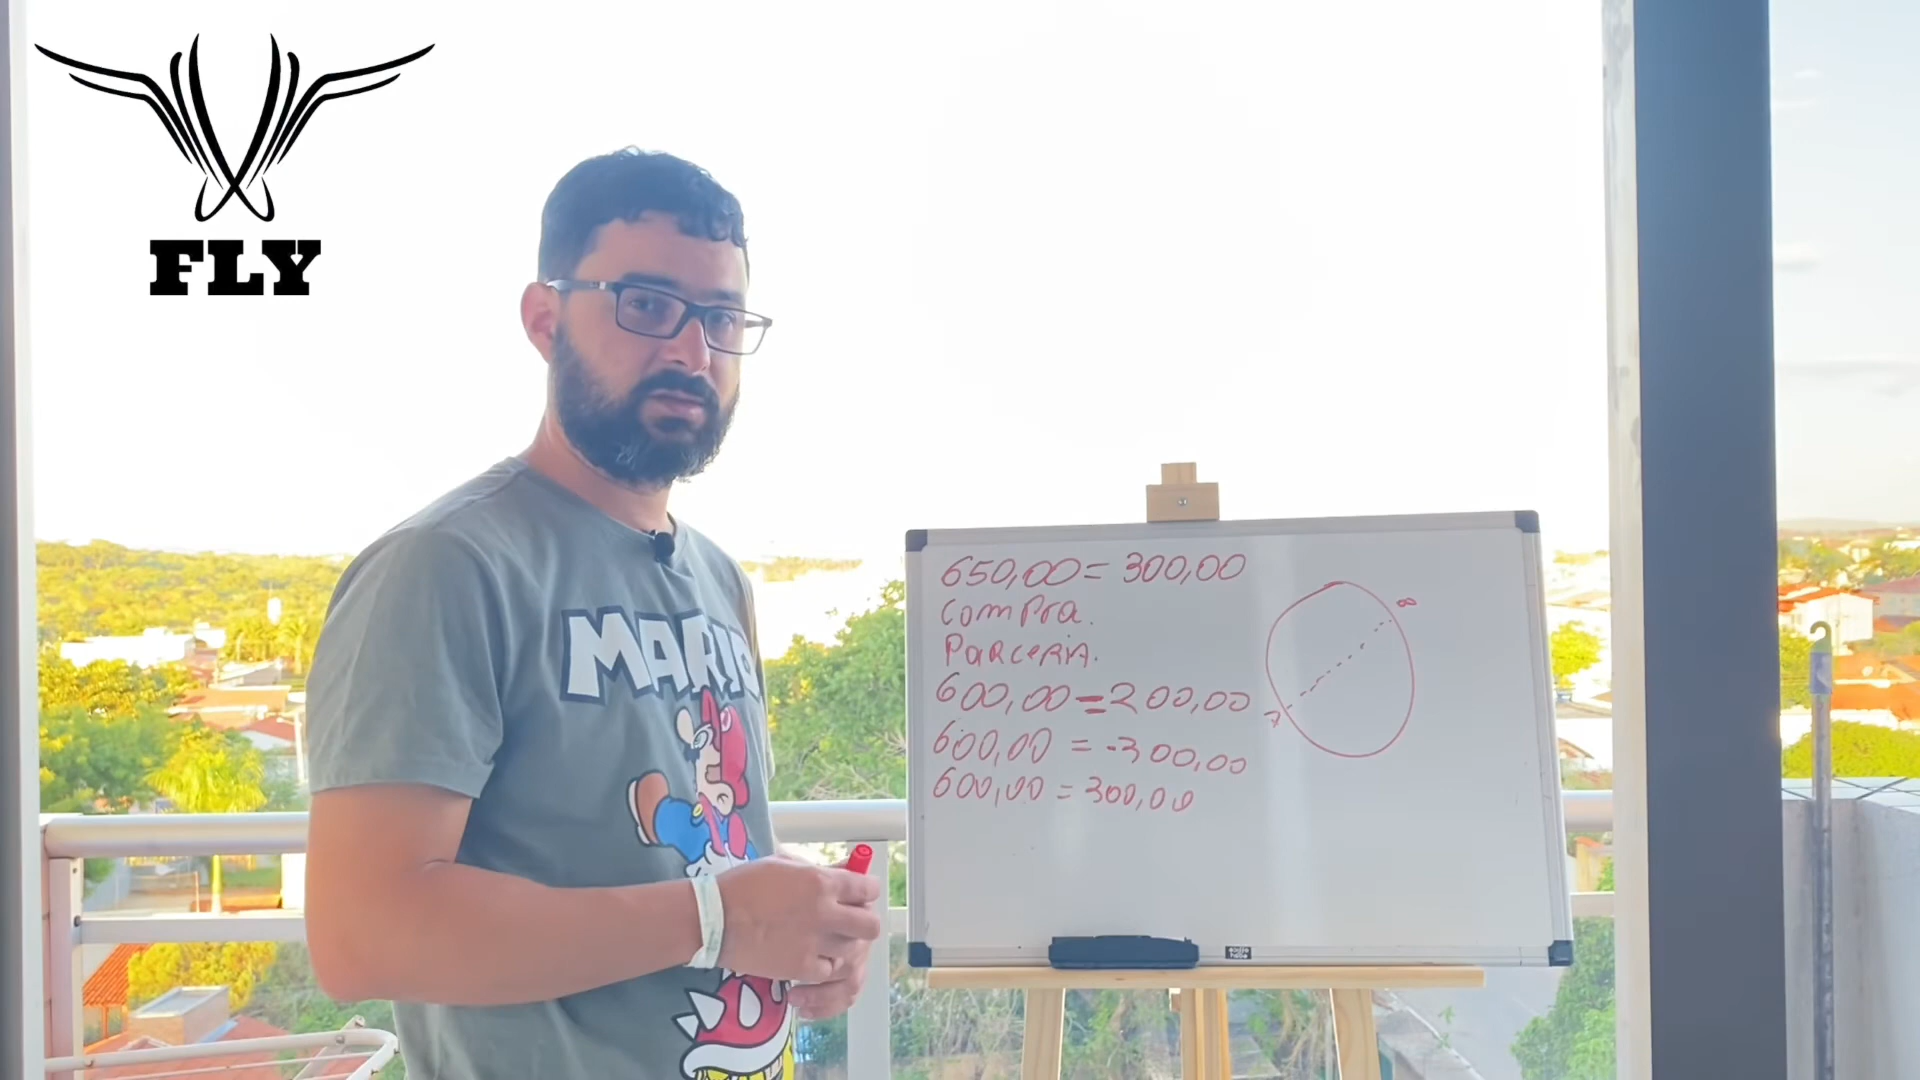 FLY
MARIO
650,00 = 300,00
Compra.
Parceria.
600,00 = 200,00
600,00 = -300,00
600,00 = 300,00